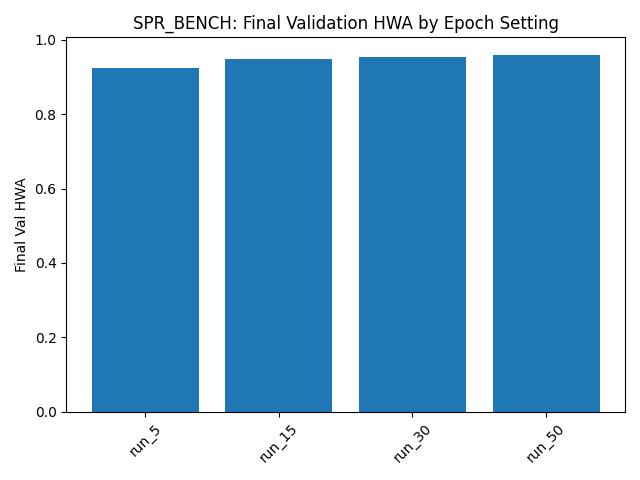 SPR_BENCH: Final Validation HWA by Epoch Setting
Final Val HWA
1.0
0.8
0.6
0.4
0.2
0.0
run_5
run_15
run_30
run_50